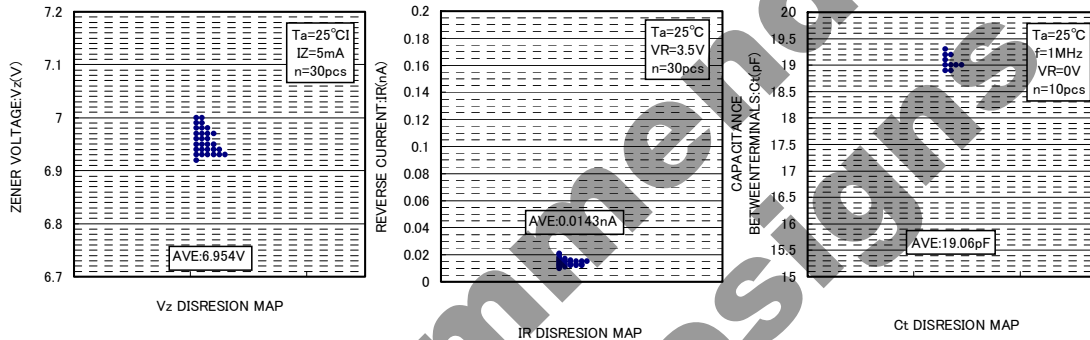 ZENER VOLTAGE:Vz(V)
7.2
7.1
7
6.9
6.8
6.7
Ta=25℃I
IZ=5mA
n=30pcs
AVE:6.954V
Vz DISRESION MAP
REVERSE CURRENT:IR(nA)
0.2
0.18
0.16
0.14
0.12
0.1
0.08
0.06
0.04
0.02
0
Ta=25℃
VR=3.5V
n=30pcs
AVE:0.0143nA
IR DISRESION MAP
CAPACITANCE
BETWEENTERMINALS:Ct(pF)
20
19.5
19
18.5
18
17.5
17
16.5
16
15.5
15
Ta=25℃
f=1MHz
VR=0V
n=10pcs
AVE:19.06pF
Ct DISRESION MAP